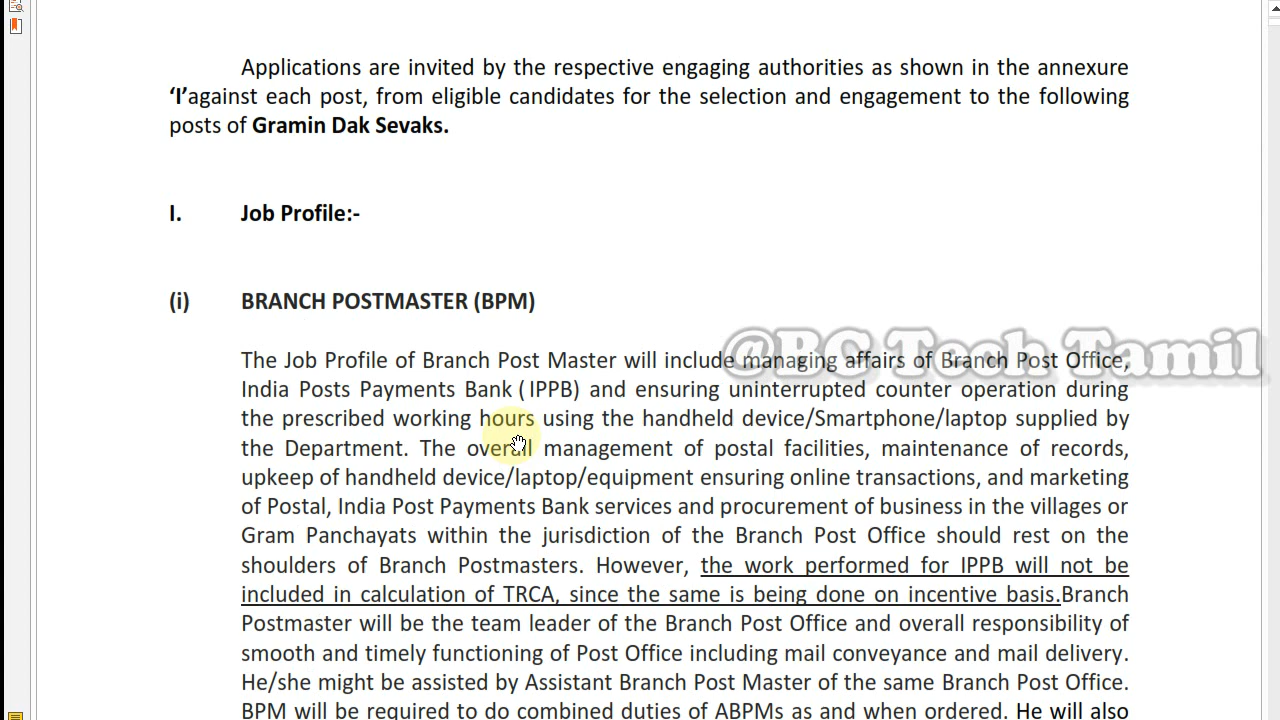 Applications are invited by the respective engaging authorities as shown in the annexure
‘I’against each post, from eligible candidates for the selection and engagement to the following
posts of Gramin Dak Sevaks.
I. Job Profile:-
(i) BRANCH POSTMASTER (BPM)
@BC Tech Tamil
The Job Profile of Branch Post Master will include managing affairs of Branch Post Office,
India Posts Payments Bank ( IPPB) and ensuring uninterrupted counter operation during
the prescribed working hours using the handheld device/Smartphone/laptop supplied by
the Department. The overall management of postal facilities, maintenance of records,
upkeep of handheld device/laptop/equipment ensuring online transactions, and marketing
of Postal, India Post Payments Bank services and procurement of business in the villages or
Gram Panchayats within the jurisdiction of the Branch Post Office should rest on the
shoulders of Branch Postmasters. However, the work performed for IPPB will not be
included in calculation of TRCA, since the same is being done on incentive basis.Branch
Postmaster will be the team leader of the Branch Post Office and overall responsibility of
smooth and timely functioning of Post Office including mail conveyance and mail delivery.
He/she might be assisted by Assistant Branch Post Master of the same Branch Post Office.
BPM will be required to do combined duties of ABPMs as and when ordered. He will also